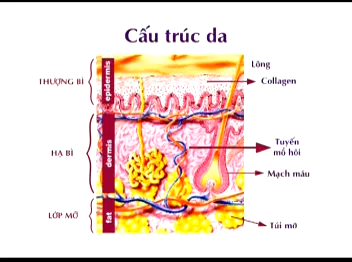 Cấu trúc da
THƯỢNG BÌ
epidermis
Lông
Collagen
HẠ BÌ
dermis
Tuyến
mồ hôi
Mạch máu
LỚP MỠ
fat
Túi mỡ